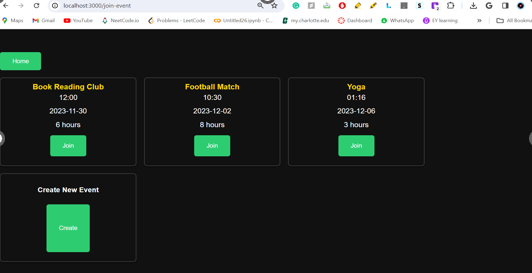 localhost:3000/join-event
Maps
Gmail
YouTube
NeetCode.io
Problems - LeetCode
Untitled26.ipynb - C...
my.charlotte.edu
Dashboard
WhatsApp
EY learning
»
All Bookma
Home
Book Reading Club
12:00
2023-11-30
6 hours
Join
Football Match
10:30
2023-12-02
8 hours
Join
Yoga
01:16
2023-12-06
3 hours
Join
Create New Event
Create